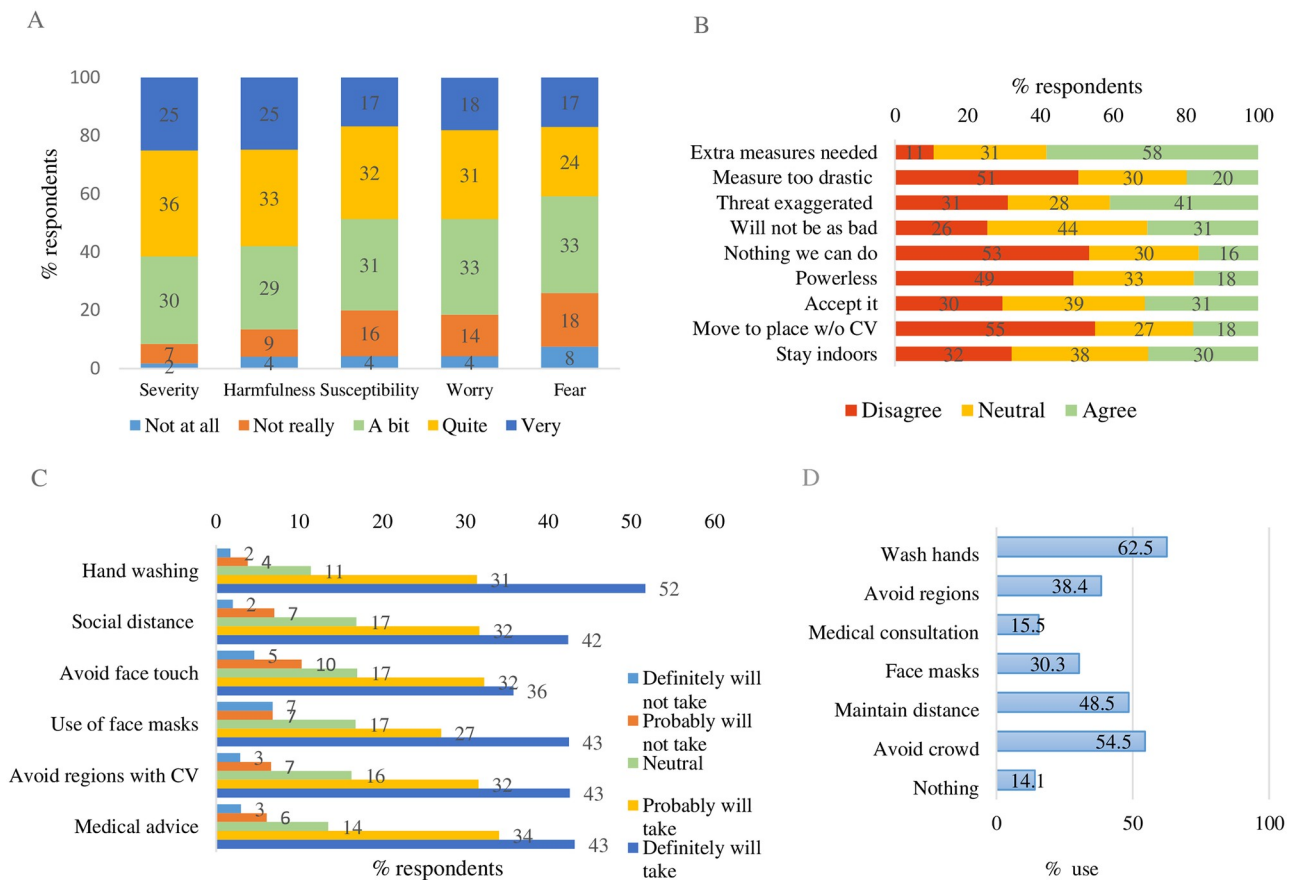 A
% respondents
100
80
60
40
20
0
25 25 17 18 17
36 33 32 31 24
30 29 31 33 33
7 9 16 14 18
2 4 4 4 8
Severity Harmfulness Susceptibility Worry Fear
Not at all Not really A bit Quite Very
B
% respondents
0 20 40 60 80 100
Extra measures needed 11 31 58
Measure too drastic 51 30 20
Threat exaggerated 31 28 41
Will not be as bad 26 44 31
Nothing we can do 53 30 16
Powerless 49 33 18
Accept it 30 39 31
Move to place w/o CV 55 27 18
Stay indoors 32 38 30
Disagree Neutral Agree
C
0 10 20 30 40 50 60
Hand washing 2 4 11 31 52
Social distance 2 7 17 32 42
Avoid face touch 5 10 17 32 36
Use of face masks 7 7 17 27 43
Avoid regions with CV 3 7 16 32 43
Medical advice 3 6 14 34 43
% respondents
Definitely will
not take
Probably will
not take
Neutral
Probably will
take
Definitely will
take
D
Wash hands 62.5
Avoid regions 38.4
Medical consultation 15.5
Face masks 30.3
Maintain distance 48.5
Avoid crowd 54.5
Nothing 14.1
0 50 100
% use